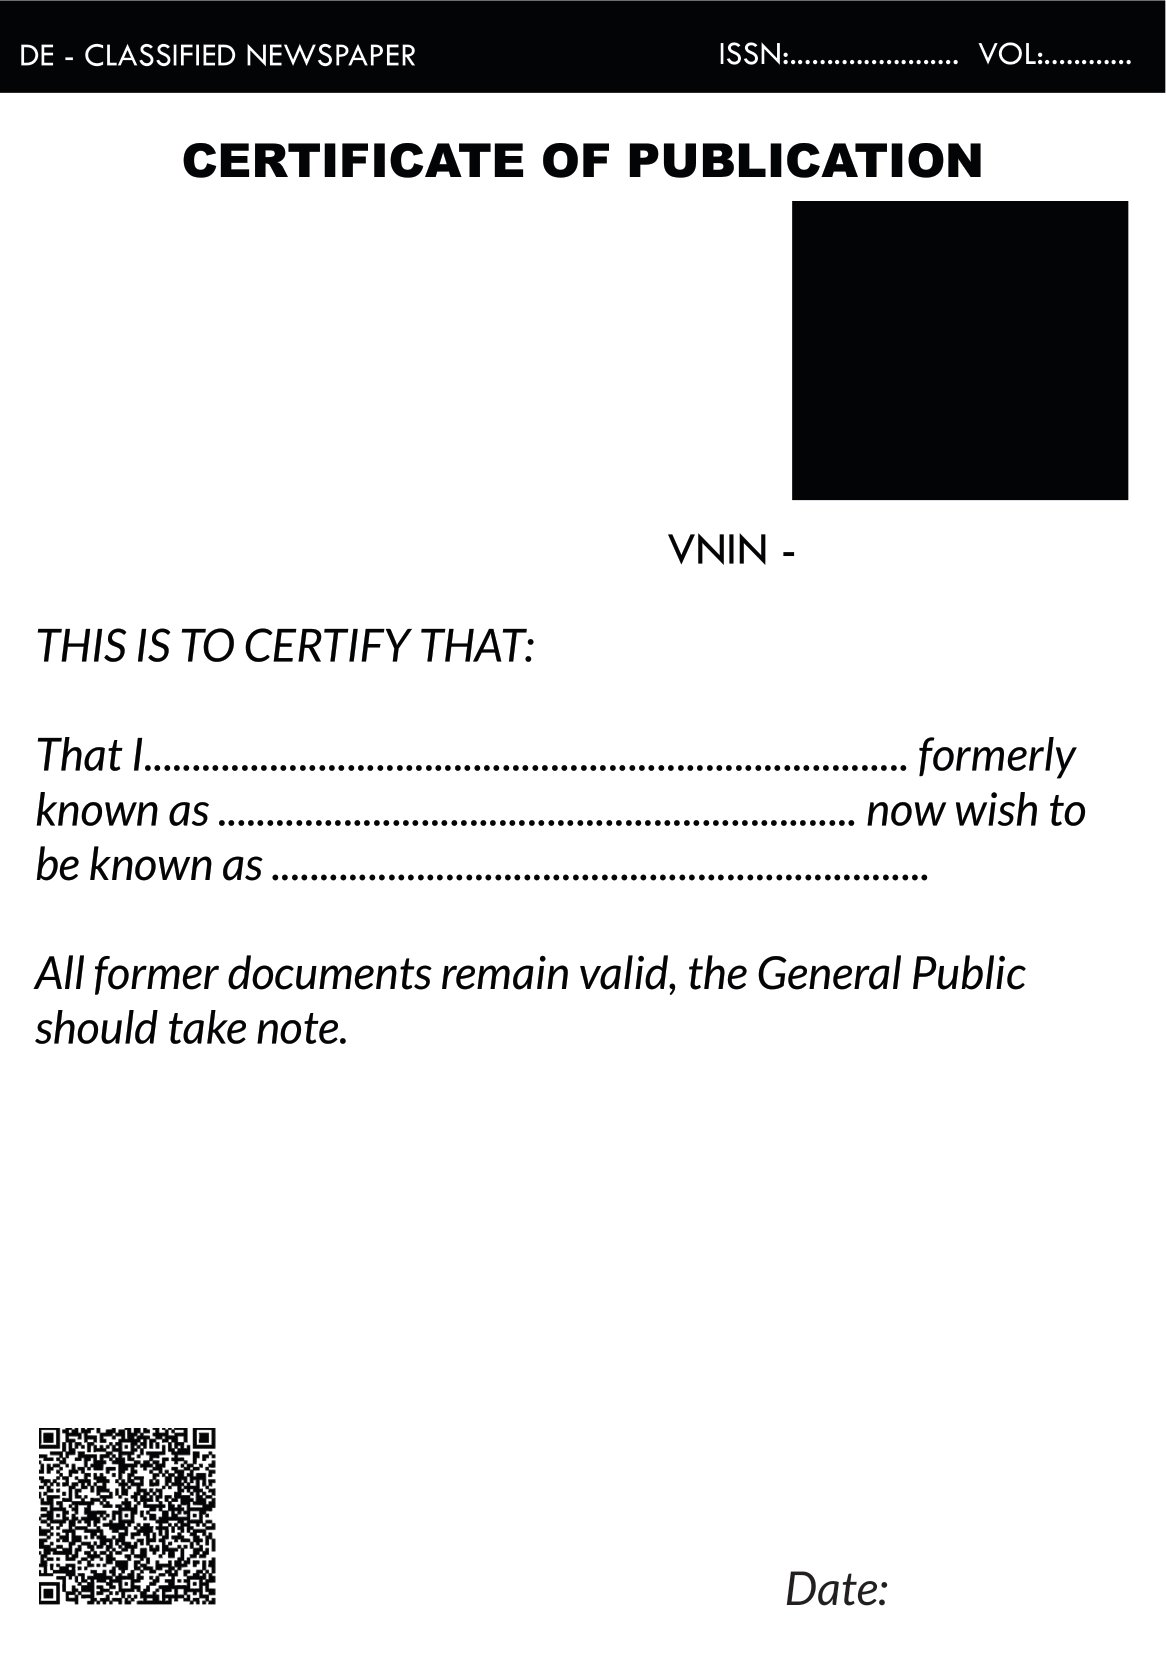 DE - CLASSIFIED NEWSPAPER ISSN:....................... VOL:............
CERTIFICATE OF PUBLICATION
VNIN -
THIS IS TO CERTIFY THAT:
That I............................................................................... formerly
known as .................................................................. now wish to
be known as ....................................................................
All former documents remain valid, the General Public
should take note.
Date: